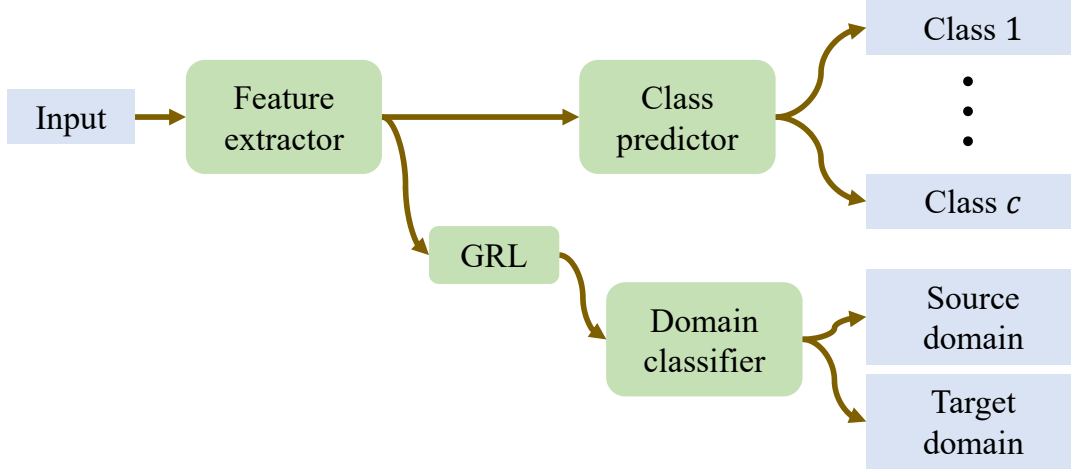 Input
Feature
extractor
Class
predictor
Class 1
Class c
GRL
Domain
classifier
Source
domain
Target
domain